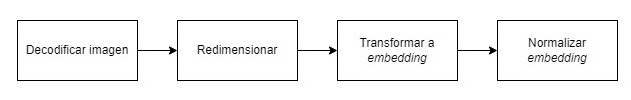 Decodificar imagen
Redimensionar
Transformar a
embedding
Normalizar
embedding